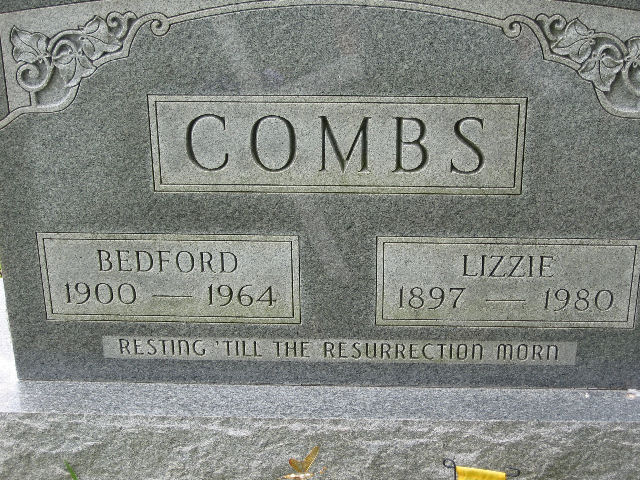 COMBS
BEDFORD
1900 — 1964
LIZZIE
1897 — 1980
RESTING 'TILL THE RESURRECTION MORN